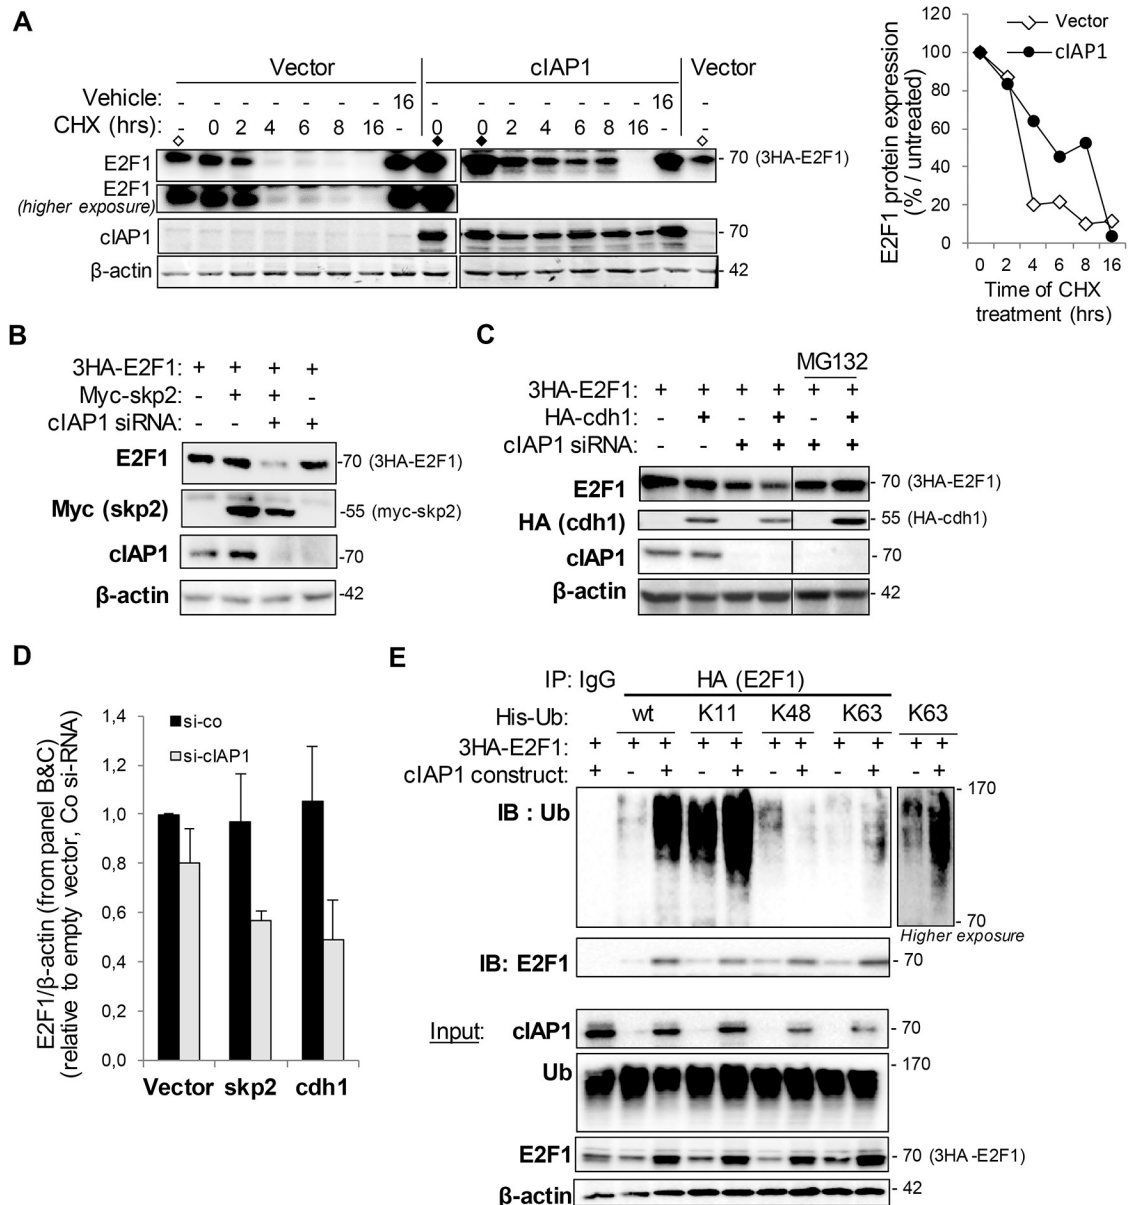 A
Vector
cIAP1
Vector
Vehicle: - - - - - - - 16 - - - - - - 16 -
CHX (hrs): - 0 2 4 6 8 16 - 0 0 2 4 6 8 16 - -
E2F1
- 70 (3HA-E2F1)
E2F1
(higher exposure)
cIAP1
- 70
β-actin
- 42
E2F1 protein expression
(% / untreated)
120
100
80
60
40
20
0
Vector
cIAP1
0 2 4 6 8 16
Time of CHX
treatment (hrs)
B
3HA-E2F1: + + + +
Myc-skp2: - + + -
cIAP1 siRNA: - - + +
E2F1
-70 (3HA-E2F1)
Myc (skp2)
-55 (myc-skp2)
cIAP1
-70
β-actin
-42
C
MG132
3HA-E2F1: + + + + + +
HA-cdh1: - + - + - +
cIAP1 siRNA: - - + + + +
E2F1
- 70 (3HA-E2F1)
HA (cdh1)
- 55 (HA-cdh1)
cIAP1
- 70
β-actin
- 42
D
E2F1/β-actin (from panel B&C)
(relative to empty vector, Co si-RNA)
1,4
1,2
1,0
0,8
0,6
0,4
0,2
0,0
si-co
si-cIAP1
Vector skp2 cdh1
E
IP: IgG HA (E2F1)
His-Ub: wt K11 K48 K63 K63
3HA-E2F1: + + + + + + + + + + +
cIAP1 construct: + - + - + - + - + - +
IB : Ub
- 170
70 -
Higher exposure
IB: E2F1
- 70
Input:
cIAP1
- 70
Ub
- 170
E2F1
- 70 (3HA -E2F1)
β-actin
- 42